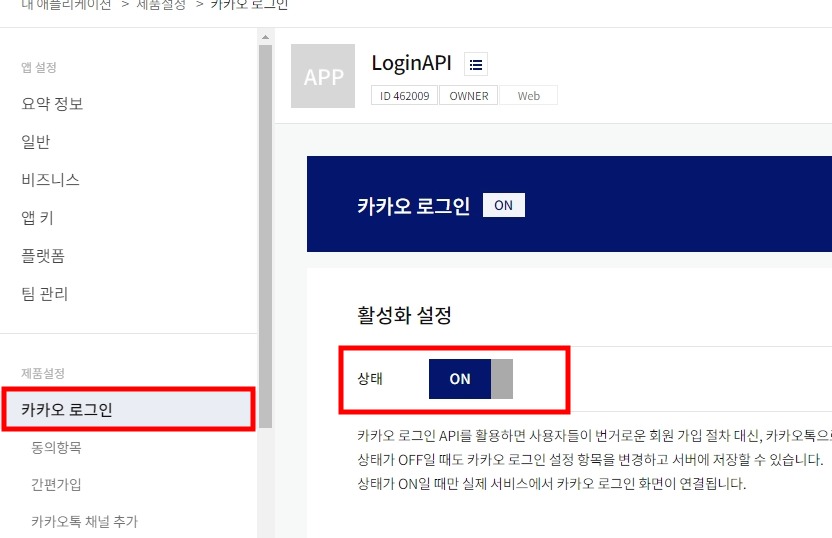 내 애플리케이션 > 제품설정 > 카카오 로그인
앱 설정
요약 정보
일반
비즈니스
앱 키
플랫폼
팀 관리
제품설정
카카오 로그인
동의항목
간편가입
카카오톡 채널 추가
APP
LoginAPI
ID 462009
OWNER
Web
카카오 로그인 ON
활성화 설정
상태 ON
카카오 로그인 API를 활용하면 사용자들이 번거로운 회원 가입 절차 대신, 카카오톡으로
상태가 OFF일 때도 카카오 로그인 설정 항목을 변경하고 서버에 저장할 수 있습니다.
상태가 ON일 때만 실제 서비스에서 카카오 로그인 화면이 연결됩니다.